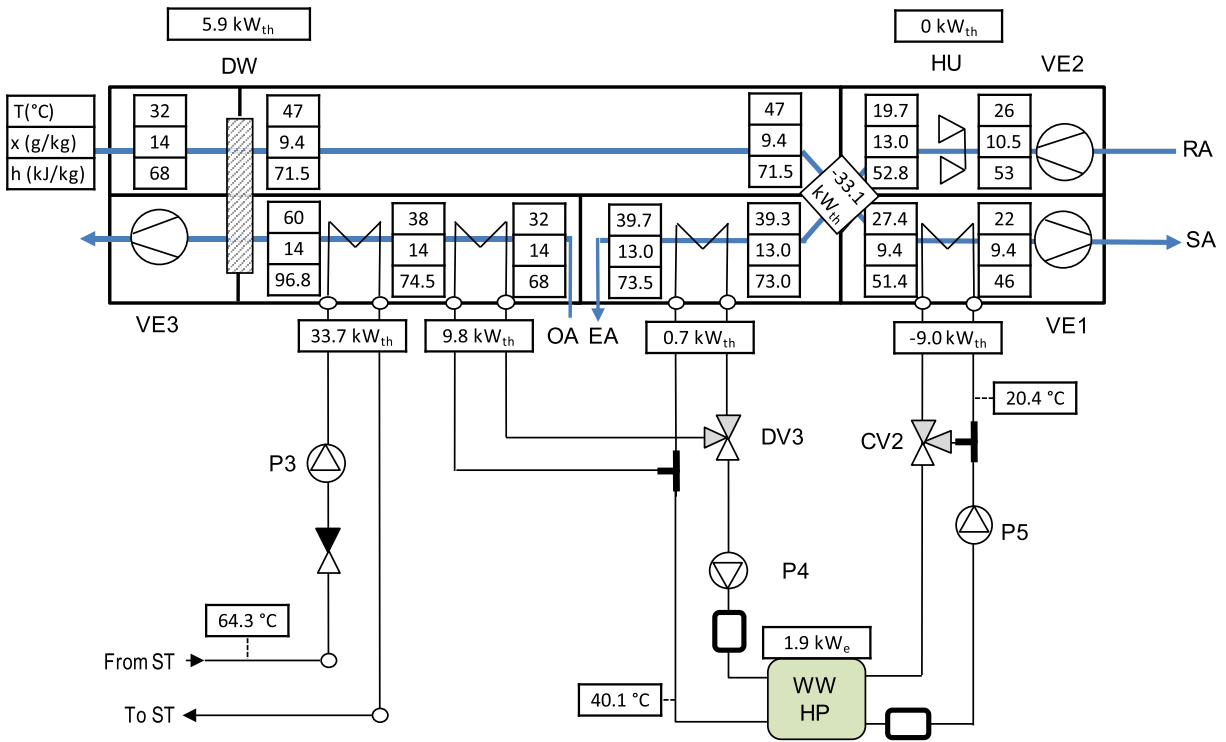 5.9 kWth
0 kWth
DW
HU
VE2
T(°C)
x (g/kg)
h (kJ/kg)
32
14
68
47
9.4
71.5
47
9.4
71.5
19.7
13.0
52.8
26
10.5
53
RA
-33.1
kWth
60
14
96.8
38
14
74.5
32
14
68
39.7
13.0
73.5
39.3
13.0
73.0
27.4
9.4
51.4
22
9.4
46
SA
VE3
33.7 kWth
9.8 kWth
OA
EA
0.7 kWth
-9.0 kWth
VE1
20.4 °C
DV3
CV2
P3
P5
P4
64.3 °C
1.9 kWe
From ST
WW
HP
40.1 °C
To ST